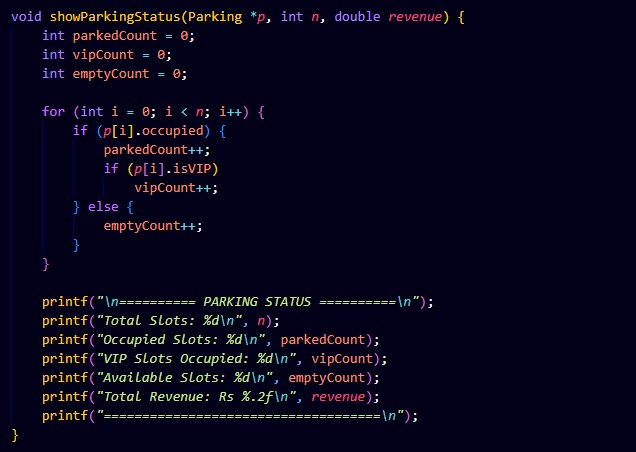 void showParkingStatus(Parking *p, int n, double revenue) {
    int parkedCount = 0;
    int vipCount = 0;
    int emptyCount = 0;

    for (int i = 0; i < n; i++) {
        if (p[i].occupied) {
            parkedCount++;
            if (p[i].isVIP)
                vipCount++;
        } else {
            emptyCount++;
        }
    }

    printf("\n========== PARKING STATUS ==========\n");
    printf("Total Slots: %d\n", n);
    printf("Occupied Slots: %d\n", parkedCount);
    printf("VIP Slots Occupied: %d\n", vipCount);
    printf("Available Slots: %d\n", emptyCount);
    printf("Total Revenue: Rs %.2f\n", revenue);
    printf("====================================\n");
}